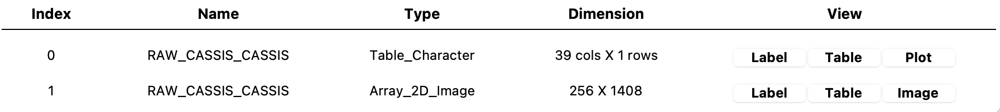 Index Name Type Dimension View
0 RAW_CASSIS_CASSIS Table_Character 39 cols X 1 rows Label Table Plot
1 RAW_CASSIS_CASSIS Array_2D_Image 256 X 1408 Label Table Image